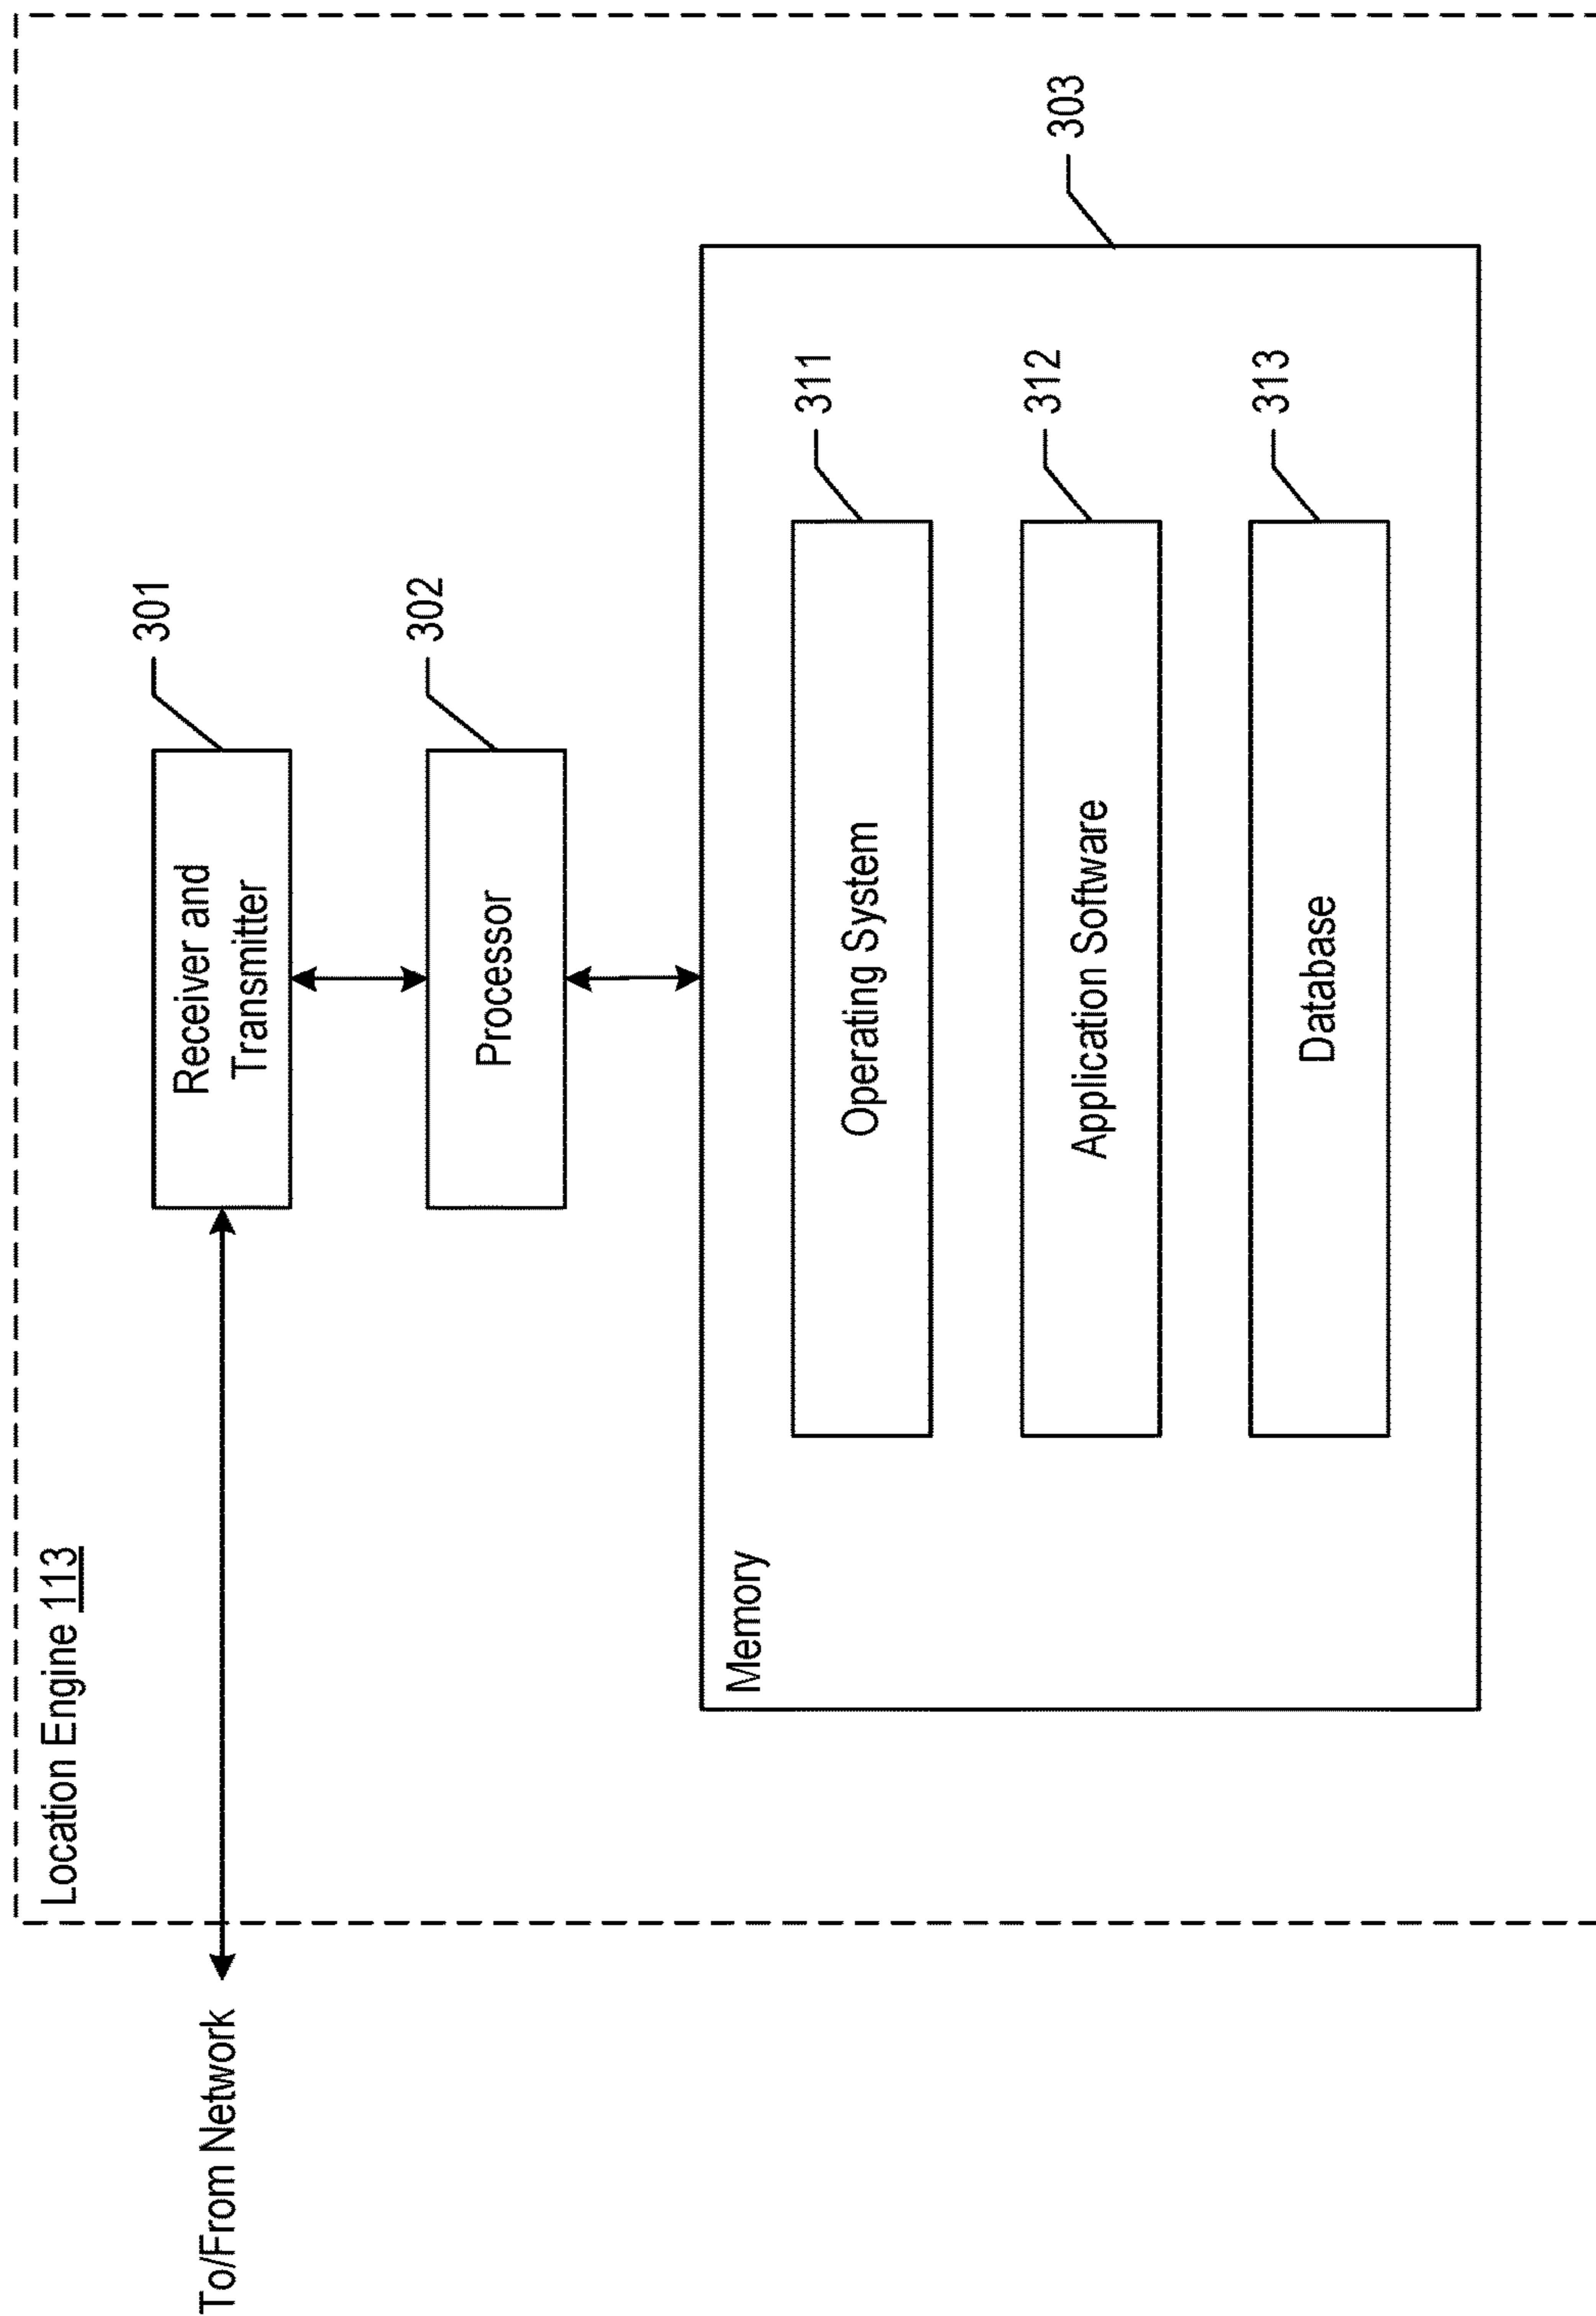 Location Engine 113
To/From Network
Receiver and
Transmitter
301
Processor
302
Memory
303
Operating System
311
Application Software
312
Database
313